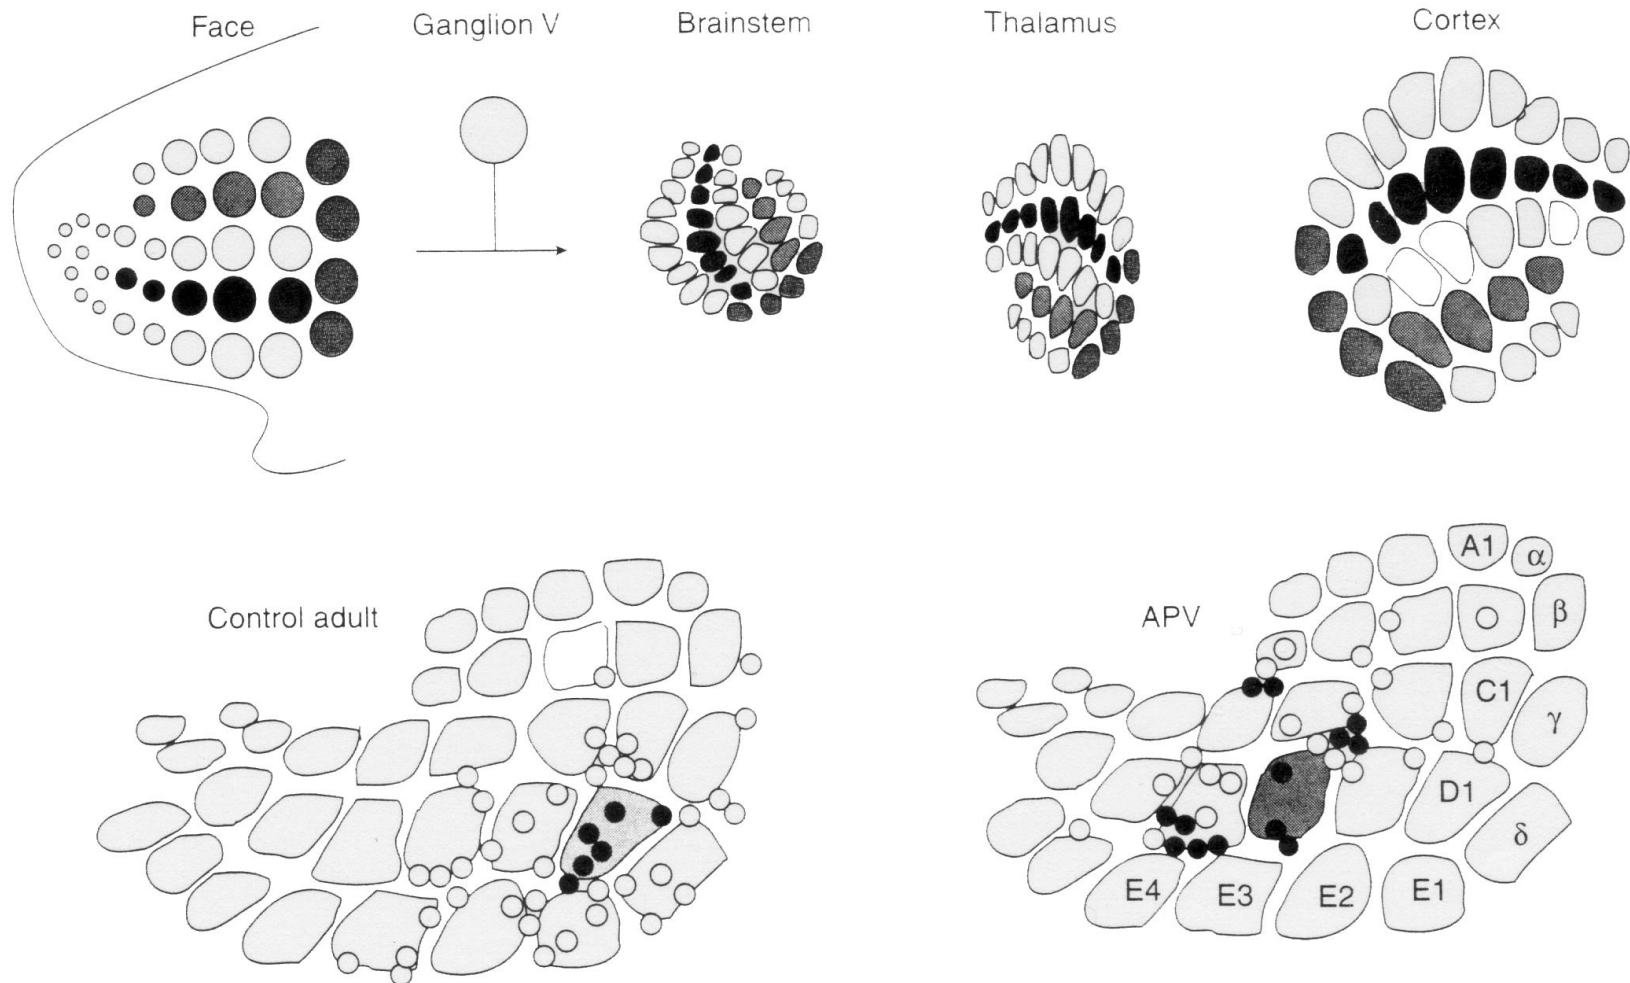 Face Ganglion V Brainstem Thalamus Cortex
Control adult
APV
A1 α
β
C1
γ
D1
δ
E4 E3 E2 E1